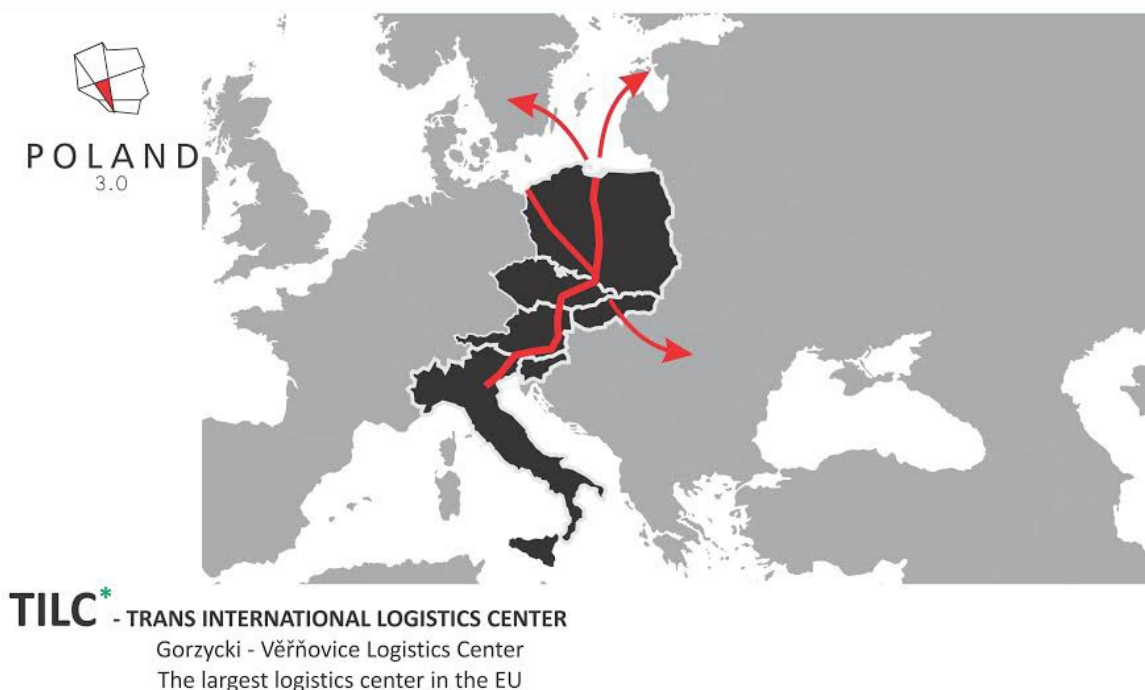 POLAND
3.0
TILC* - TRANS INTERNATIONAL LOGISTICS CENTER
Gorzycki - Věřňovice Logistics Center
The largest logistics center in the EU